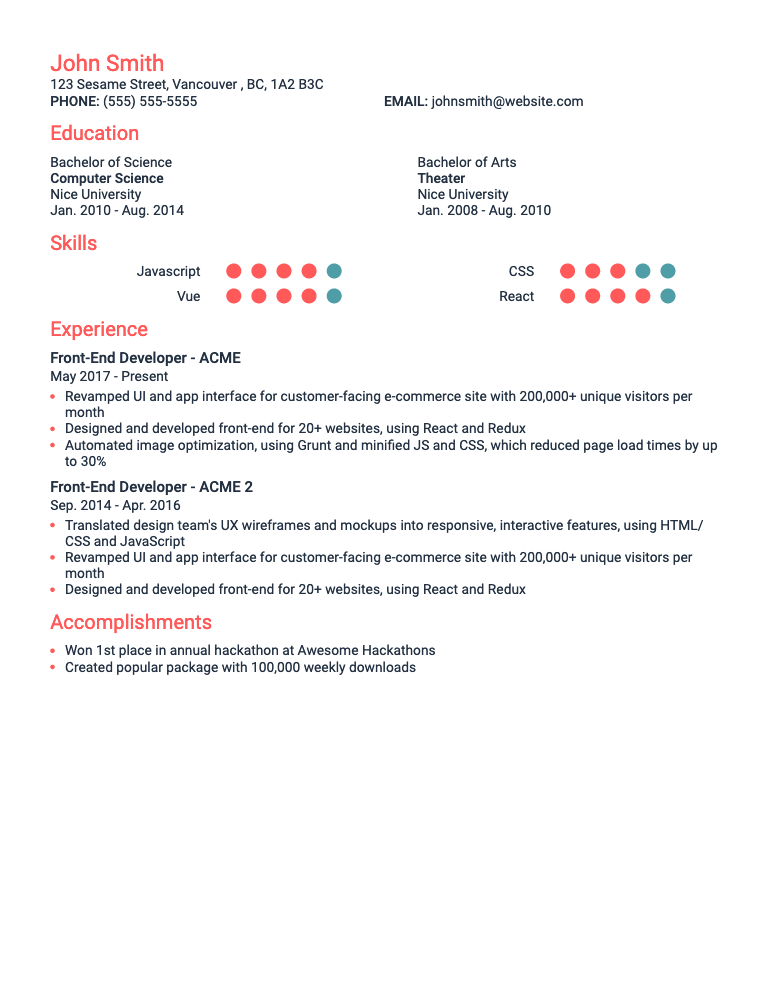 John Smith
123 Sesame Street, Vancouver , BC, 1A2 B3C
PHONE: (555) 555-5555 EMAIL: johnsmith@website.com
Education
Bachelor of Science
Computer Science
Nice University
Jan. 2010 - Aug. 2014
Bachelor of Arts
Theater
Nice University
Jan. 2008 - Aug. 2010
Skills
Javascript CSS
Vue React
Experience
Front-End Developer - ACME
May 2017 - Present
• Revamped UI and app interface for customer-facing e-commerce site with 200,000+ unique visitors per
month
• Designed and developed front-end for 20+ websites, using React and Redux
• Automated image optimization, using Grunt and minified JS and CSS, which reduced page load times by up
to 30%
Front-End Developer - ACME 2
Sep. 2014 - Apr. 2016
• Translated design team's UX wireframes and mockups into responsive, interactive features, using HTML/
CSS and JavaScript
• Revamped UI and app interface for customer-facing e-commerce site with 200,000+ unique visitors per
month
• Designed and developed front-end for 20+ websites, using React and Redux
Accomplishments
• Won 1st place in annual hackathon at Awesome Hackathons
• Created popular package with 100,000 weekly downloads